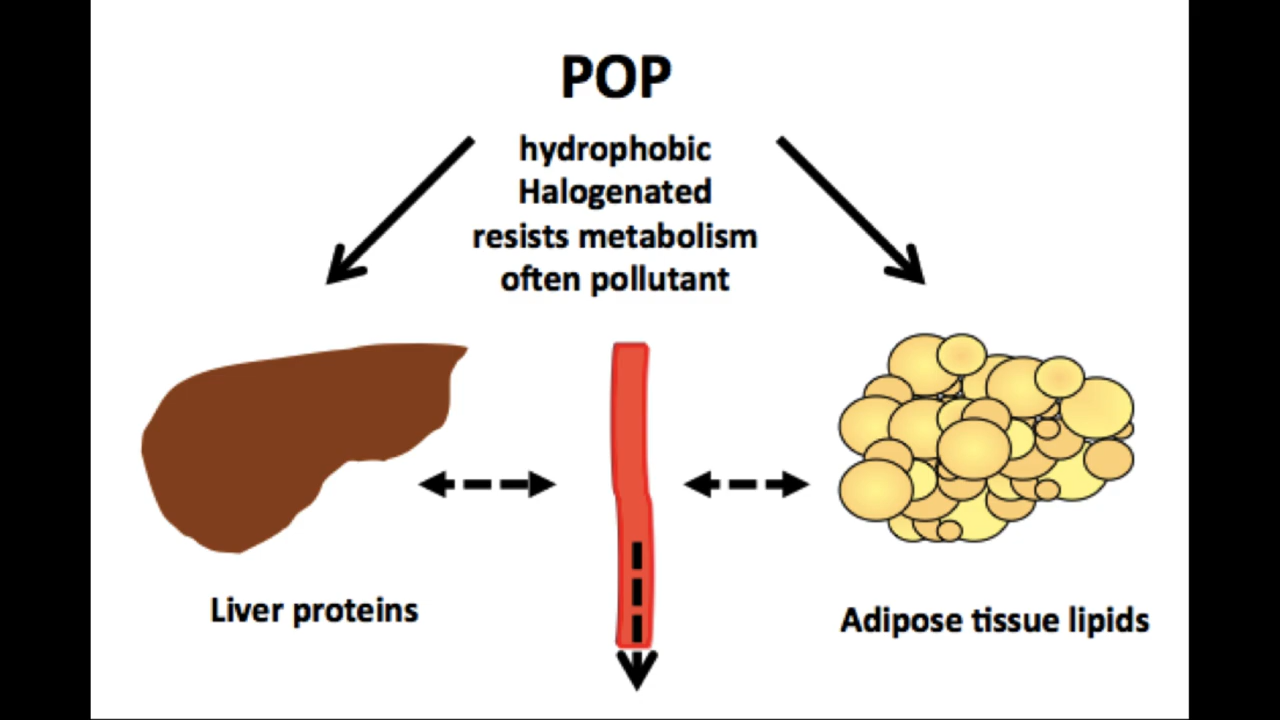 POP
hydrophobic
Halogenated
resists metabolism
often pollutant
Liver proteins
Adipose tissue lipids